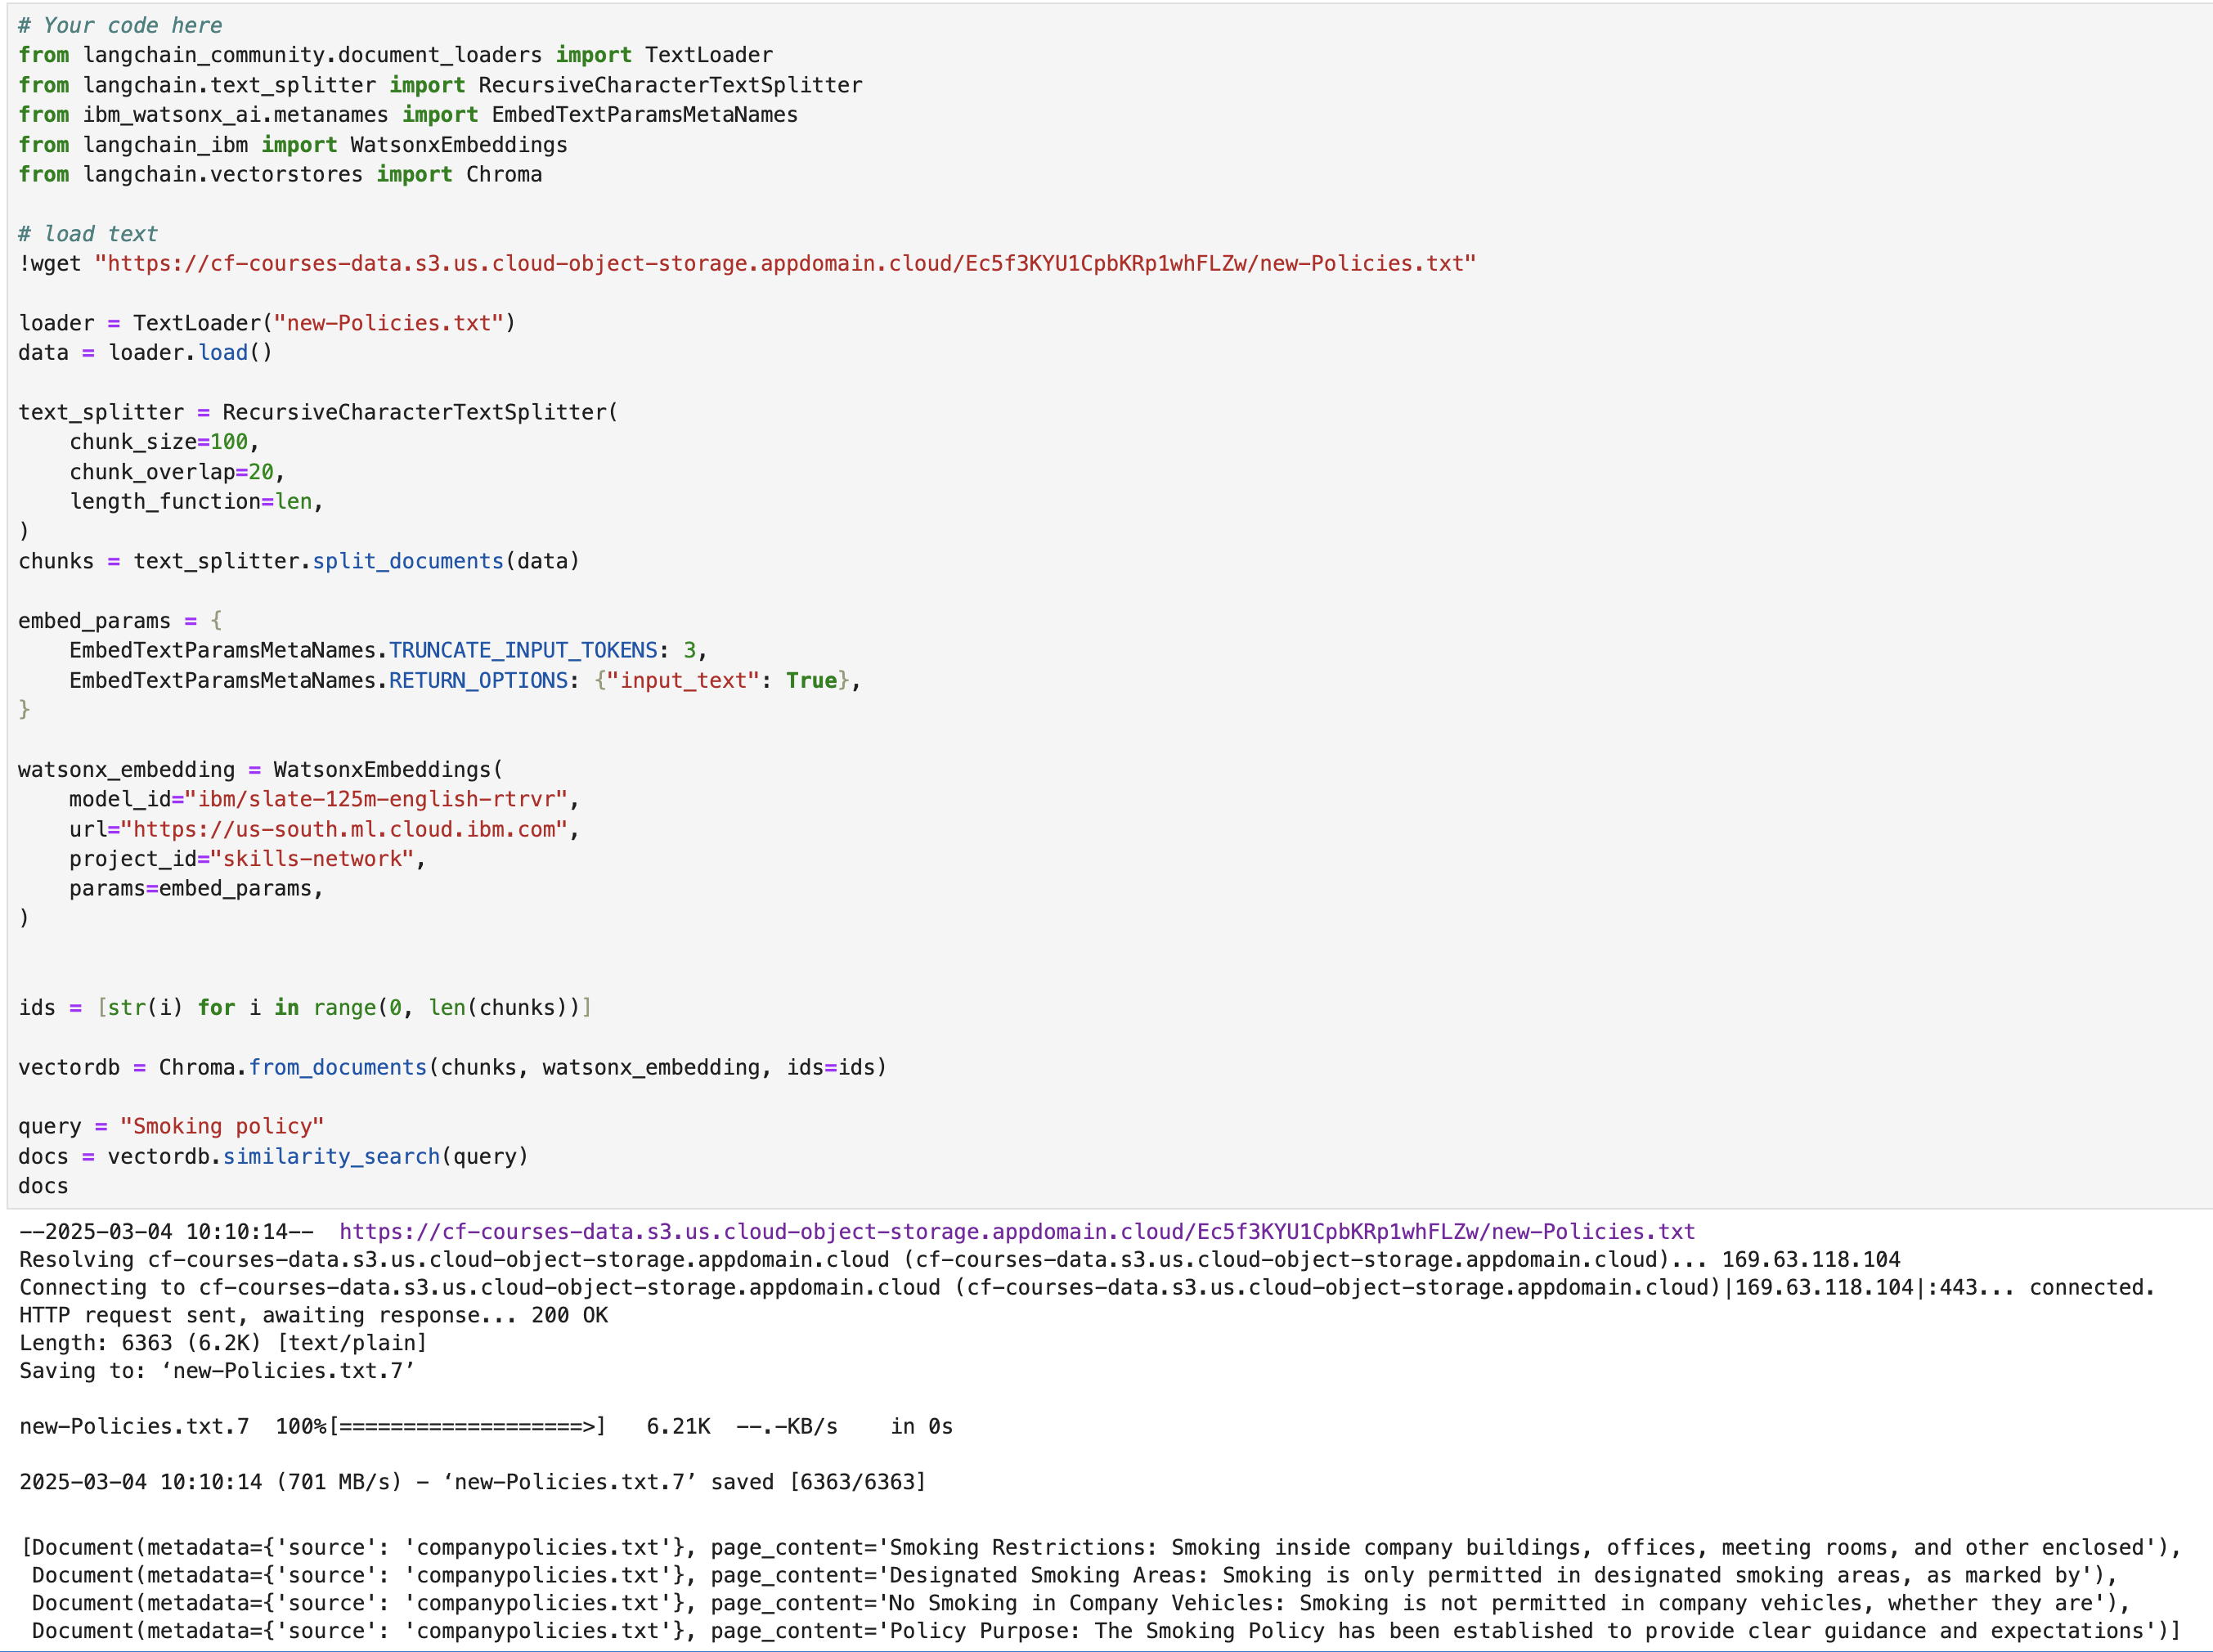 # Your code here
from langchain_community.document_loaders import TextLoader
from langchain.text_splitter import RecursiveCharacterTextSplitter
from ibm_watsonx_ai.metanames import EmbedTextParamsMetaNames
from langchain_ibm import WatsonxEmbeddings
from langchain.vectorstores import Chroma

# load text
!wget "https://cf-courses-data.s3.us.cloud-object-storage.appdomain.cloud/Ec5f3KYU1CpbKRp1whFLZw/new-Policies.txt"

loader = TextLoader("new-Policies.txt")
data = loader.load()

text_splitter = RecursiveCharacterTextSplitter(
    chunk_size=100,
    chunk_overlap=20,
    length_function=len,
)
chunks = text_splitter.split_documents(data)

embed_params = {
    EmbedTextParamsMetaNames.TRUNCATE_INPUT_TOKENS: 3,
    EmbedTextParamsMetaNames.RETURN_OPTIONS: {"input_text": True},
}

watsonx_embedding = WatsonxEmbeddings(
    model_id="ibm/slate-125m-english-rtrvr",
    url="https://us-south.ml.cloud.ibm.com",
    project_id="skills-network",
    params=embed_params,
)

ids = [str(i) for i in range(0, len(chunks))]

vectordb = Chroma.from_documents(chunks, watsonx_embedding, ids=ids)

query = "Smoking policy"
docs = vectordb.similarity_search(query)
docs
--2025-03-04 10:10:14--  https://cf-courses-data.s3.us.cloud-object-storage.appdomain.cloud/Ec5f3KYU1CpbKRp1whFLZw/new-Policies.txt
Resolving cf-courses-data.s3.us.cloud-object-storage.appdomain.cloud (cf-courses-data.s3.us.cloud-object-storage.appdomain.cloud)... 169.63.118.104
Connecting to cf-courses-data.s3.us.cloud-object-storage.appdomain.cloud (cf-courses-data.s3.us.cloud-object-storage.appdomain.cloud)|169.63.118.104|:443... connected.
HTTP request sent, awaiting response... 200 OK
Length: 6363 (6.2K) [text/plain]
Saving to: ‘new-Policies.txt.7’

new-Policies.txt.7  100%[===================>]   6.21K  --.-KB/s    in 0s

2025-03-04 10:10:14 (701 MB/s) - ‘new-Policies.txt.7’ saved [6363/6363]

[Document(metadata={'source': 'companypolicies.txt'}, page_content='Smoking Restrictions: Smoking inside company buildings, offices, meeting rooms, and other enclosed'),
 Document(metadata={'source': 'companypolicies.txt'}, page_content='Designated Smoking Areas: Smoking is only permitted in designated smoking areas, as marked by'),
 Document(metadata={'source': 'companypolicies.txt'}, page_content='No Smoking in Company Vehicles: Smoking is not permitted in company vehicles, whether they are'),
 Document(metadata={'source': 'companypolicies.txt'}, page_content='Policy Purpose: The Smoking Policy has been established to provide clear guidance and expectations')]